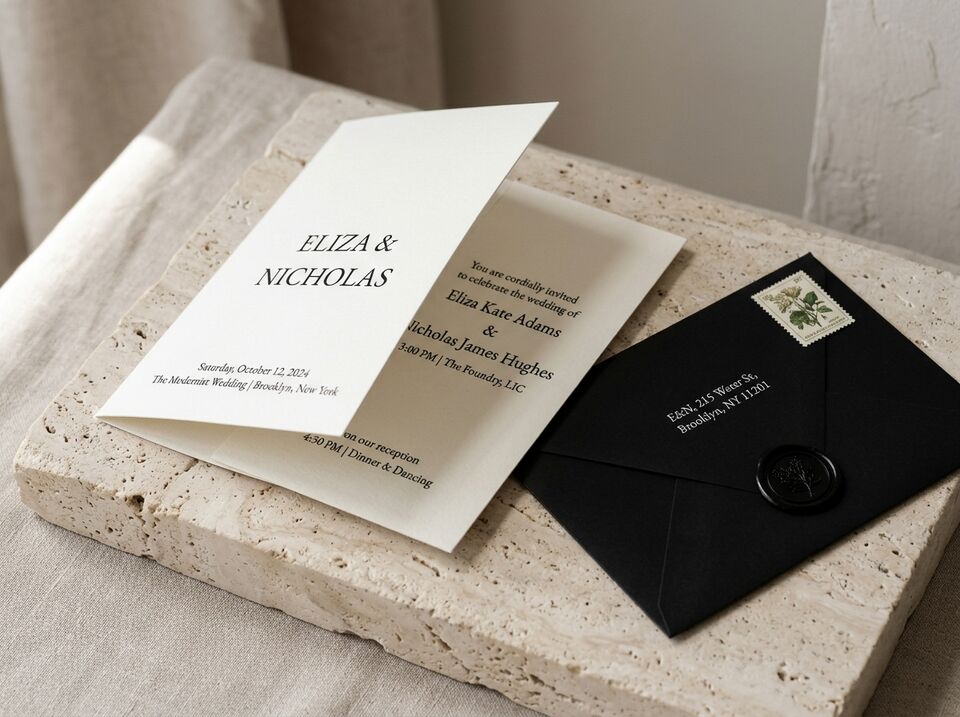 ELIZA &
NICHOLAS
Saturday, October 12, 2024
The Modernist Wedding | Brooklyn, New York
You are cordially invited
to celebrate the wedding of
Eliza Kate Adams
&
Nicholas James Hughes
3:00 PM | The Foundry, LIC
on our reception
4:30 PM | Dinner & Dancing
E&N, 215 Water St,
Brooklyn, NY 11201